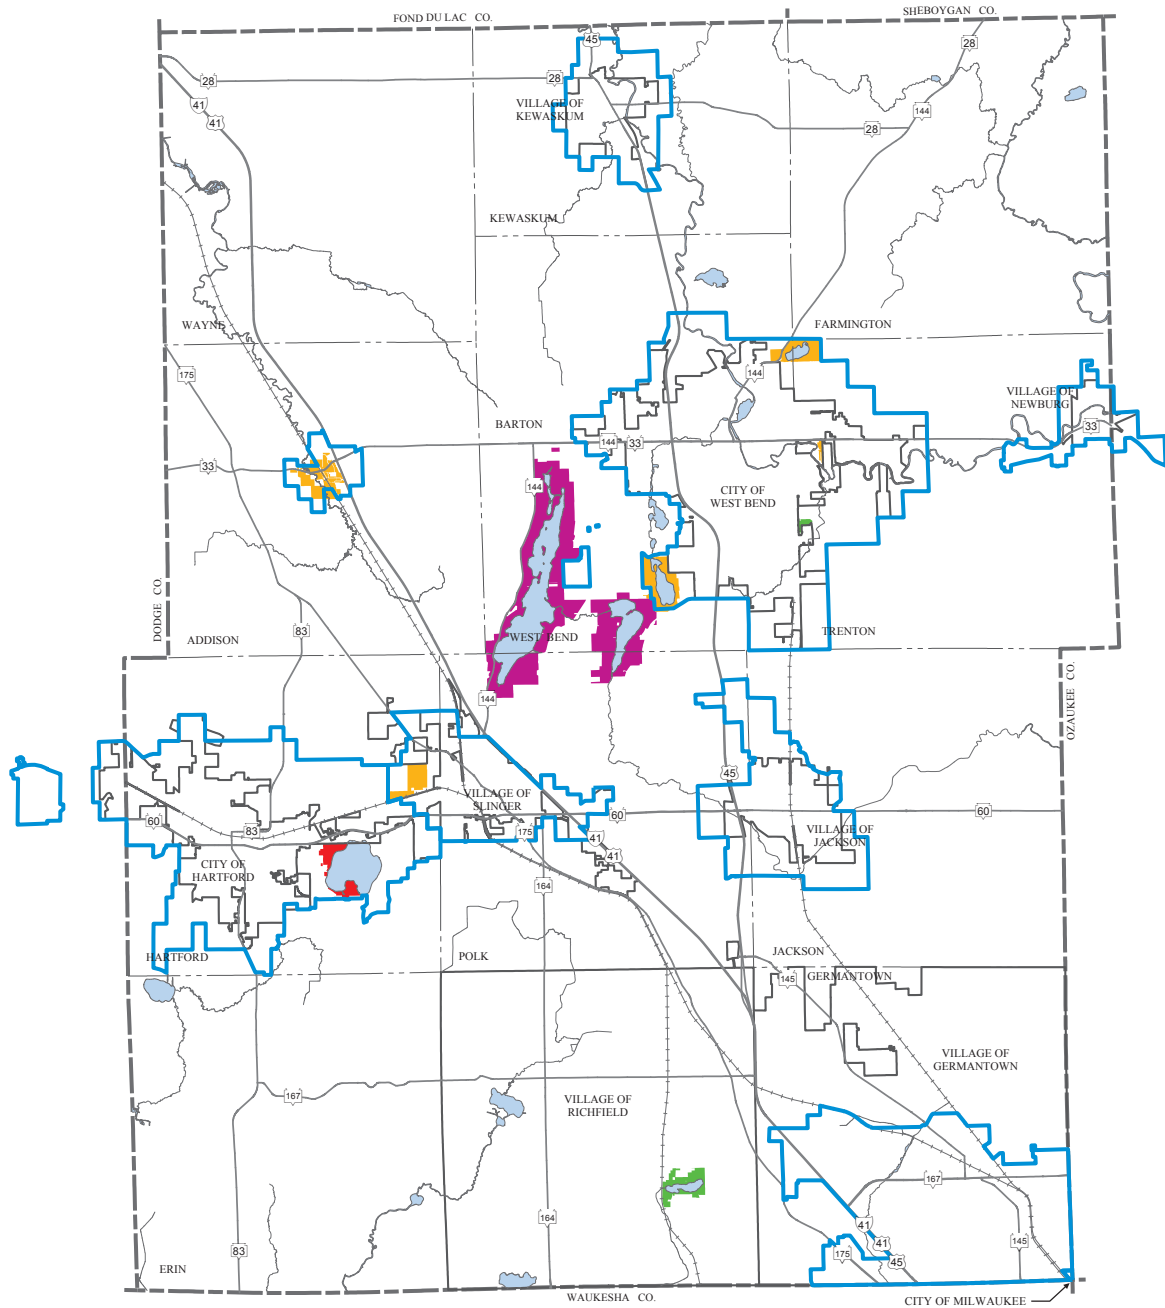 FOND DU LAC CO.
SHEBOYGAN CO.
45
28
28
28
41
41
VILLAGE OF
KEWASKUM
144
28
KEWASKUM
WAYNE
FARMINGTON
175
144
VILLAGE OF
NEWBURG
BARTON
33
144
33
33
144
CITY OF
WEST BEND
DODGE CO.
83
ADDISON
WEST BEND
TRENTON
144
OZAUKEE CO.
45
VILLAGE OF
SLINGER
60
60
60
83
175
41
41
VILLAGE OF
JACKSON
CITY OF
HARTFORD
164
HARTFORD
POLK
JACKSON
145
GERMANTOWN
VILLAGE OF
GERMANTOWN
167
VILLAGE OF
RICHFIELD
167
164
41
41
45
175
145
83
ERIN
WAUKESHA CO.
CITY OF MILWAUKEE